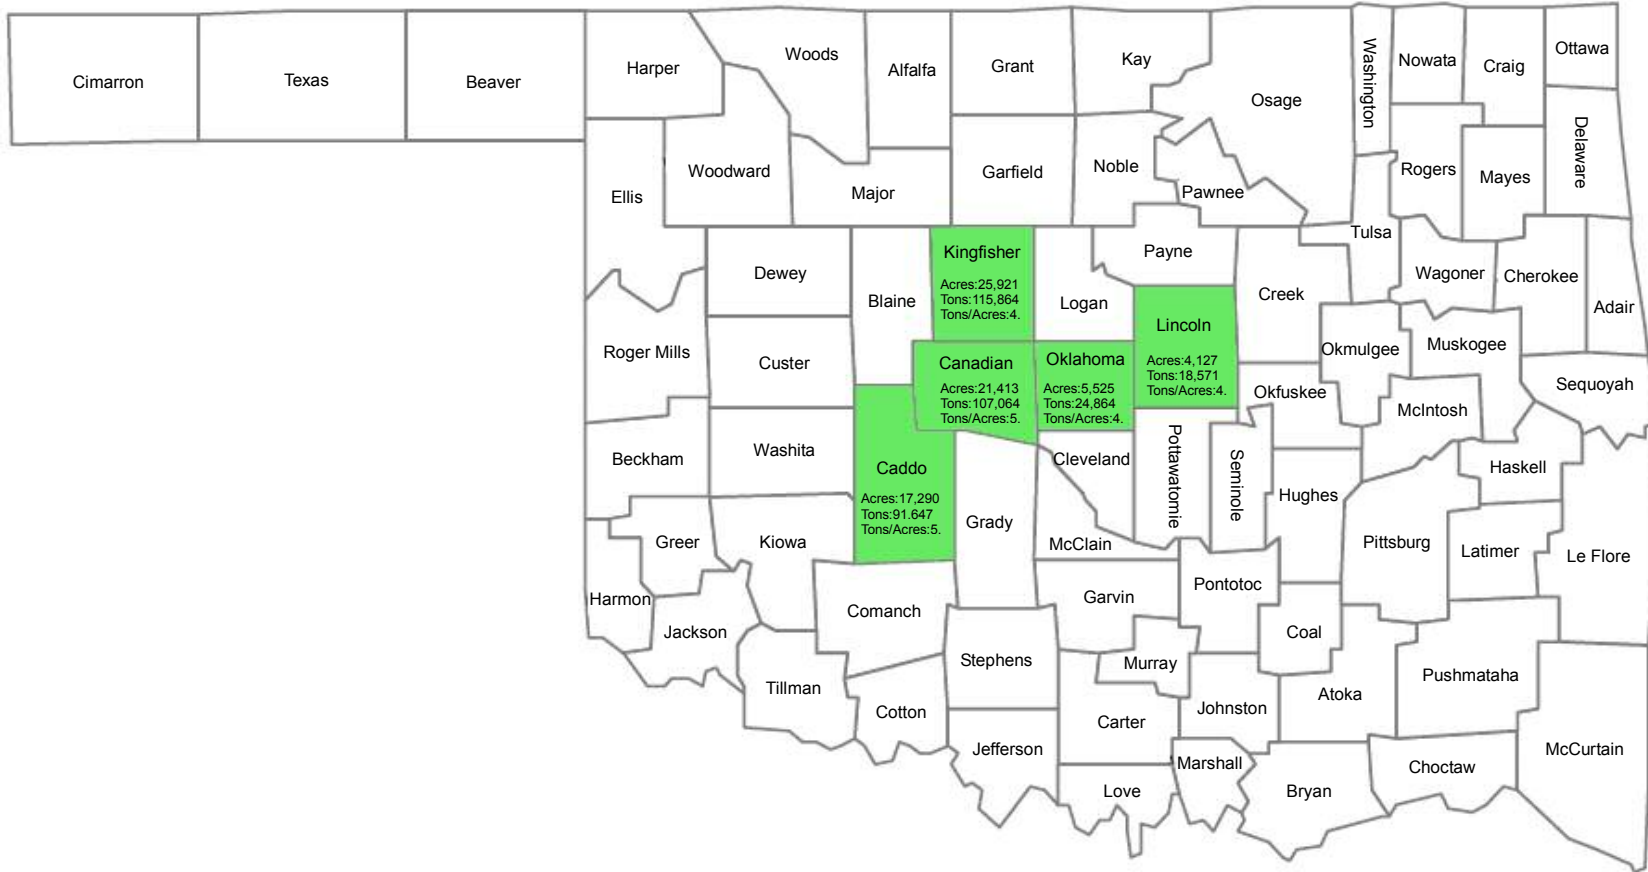 Cimarron
Texas
Beaver
Harper
Woods
Alfalfa
Grant
Kay
Osage
Washington
Nowata
Craig
Ottawa
Ellis
Woodward
Major
Garfield
Noble
Pawnee
Rogers
Mayes
Delaware
Dewey
Blaine
Kingfisher
Acres:25,921
Tons:115,864
Tons/Acres:4.
Logan
Payne
Lincoln
Acres:4,127
Tons:18,571
Tons/Acres:4.
Creek
Tulsa
Wagoner
Cherokee
Adair
Roger Mills
Custer
Canadian
Acres:21,413
Tons:107,064
Tons/Acres:5.
Oklahoma
Acres:5,525
Tons:24,864
Tons/Acres:4.
Okfuskee
Okmulgee
Muskogee
McIntosh
Sequoyah
Beckham
Washita
Caddo
Acres:17,290
Tons:91.647
Tons/Acres:5.
Grady
Cleveland
McClain
Pottawatomie
Seminole
Hughes
Pittsburg
Haskell
Latimer
Le Flore
Greer
Kiowa
Harmon
Jackson
Comanch
Garvin
Pontotoc
Coal
Tillman
Cotton
Stephens
Murray
Johnston
Atoka
Pushmataha
Jefferson
Carter
Love
Marshall
Bryan
Choctaw
McCurtain